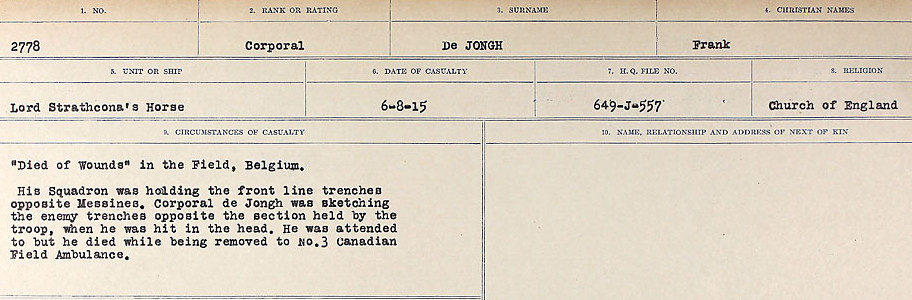 1. NO. 2. RANK OR RATING 3. SURNAME 4. CHRISTIAN NAMES
2778 Corporal De JONGH Frank
5. UNIT OR SHIP 6. DATE OF CASUALTY 7. H.Q. FILE NO. 8. RELIGION
Lord Strathcona's Horse 6-8-15 649-J-557 Church of England
9. CIRCUMSTANCES OF CASUALTY 10. NAME, RELATIONSHIP AND ADDRESS OF NEXT OF KIN
"Died of Wounds" in the Field, Belgium.
His Squadron was holding the front line trenches
opposite Messines. Corporal de Jongh was sketching
the enemy trenches opposite the section held by the
troop, when he was hit in the head. He was attended
to but he died while being removed to No.3 Canadian
Field Ambulance.